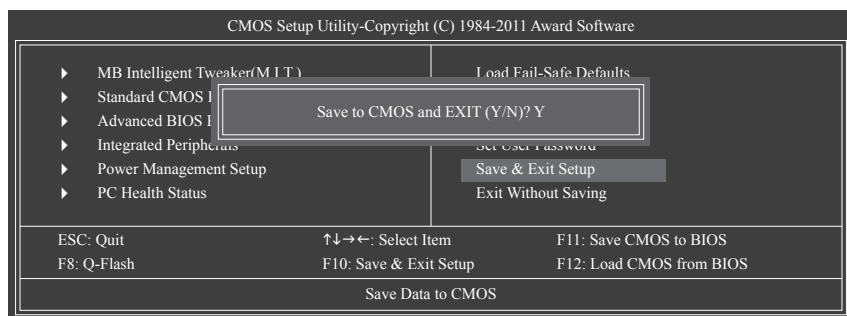 CMOS Setup Utility-Copyright (C) 1984-2011 Award Software
MB Intelligent Tweaker(M.I.T.)
Standard CMOS
Advanced BIOS
Integrated Peripherals
Power Management Setup
PC Health Status
Load Fail-Safe Defaults
Set User Password
Save & Exit Setup
Exit Without Saving
Save to CMOS and EXIT (Y/N)? Y
ESC: Quit
↑↓→←: Select Item
F11: Save CMOS to BIOS
F8: Q-Flash
F10: Save & Exit Setup
F12: Load CMOS from BIOS
Save Data to CMOS